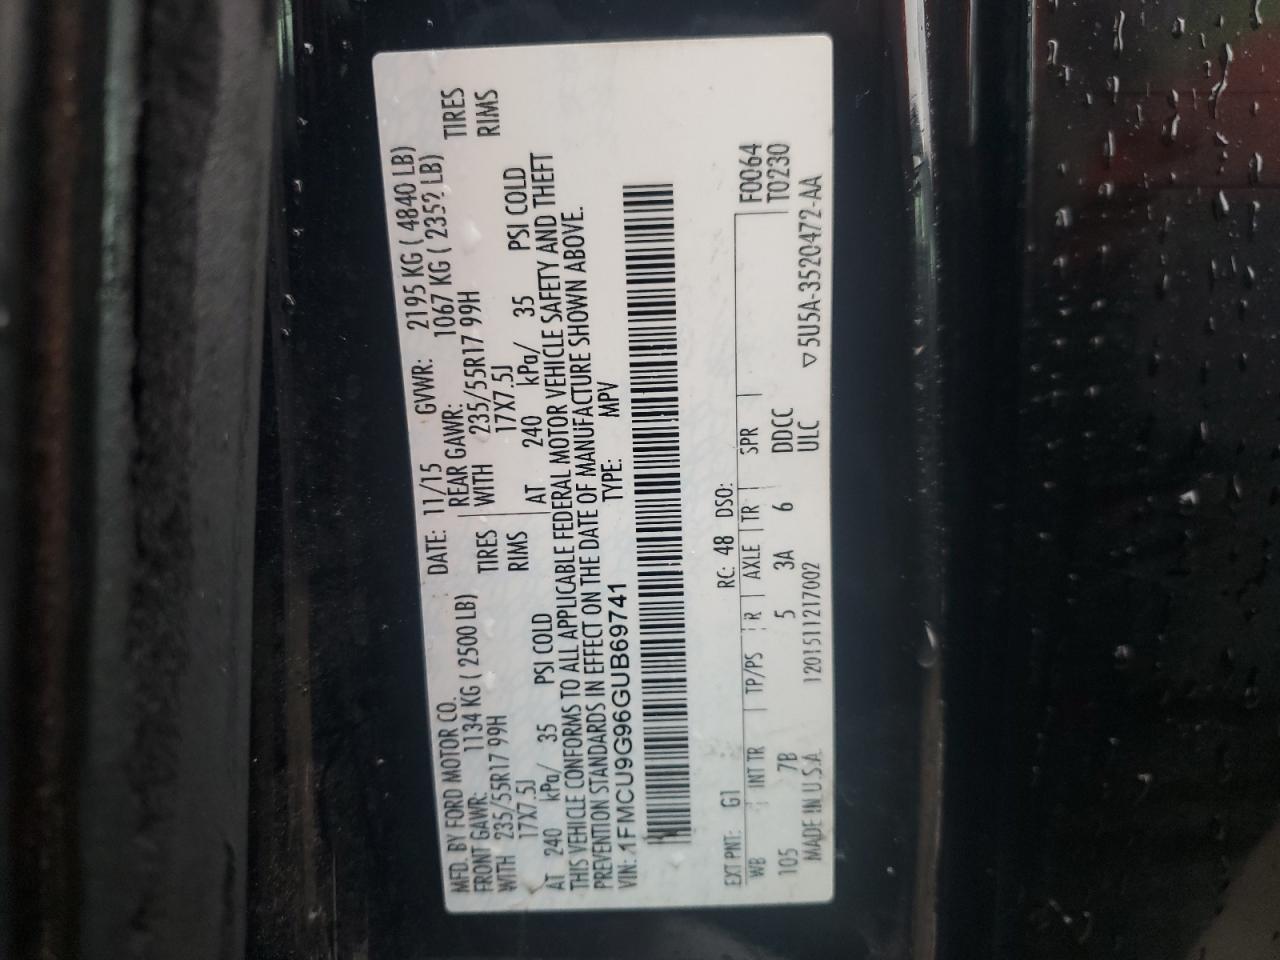 MFD. BY FORD MOTOR CO.
DATE: 11/15 GVWR: 2195 KG ( 4840 LB)
FRONT GAWR: 1134 KG ( 2500 LB) REAR GAWR: 1067 KG ( 235? LB)
WITH 235/55R17 99H TIRES WITH 235/55R17 99H TIRES
17X7.5J RIMS 17X7.5J RIMS
AT 240 kPa/ 35 PSI COLD AT 240 kPa/ 35 PSI COLD
THIS VEHICLE CONFORMS TO ALL APPLICABLE FEDERAL MOTOR VEHICLE SAFETY AND THEFT
PREVENTION STANDARDS IN EFFECT ON THE DATE OF MANUFACTURE SHOWN ABOVE.
VIN: 1FMCU9G96GUB69741 TYPE: MPV
EXT PNT: G1 RC: 48 DSO: F0064
WB INT TR TP/PS R AXLE TR SPR T0230
105 7B 5 3A 6 DDCC
MADE IN U.S.A. 12015111217002 ULC ▽5U5A-3520472-AA